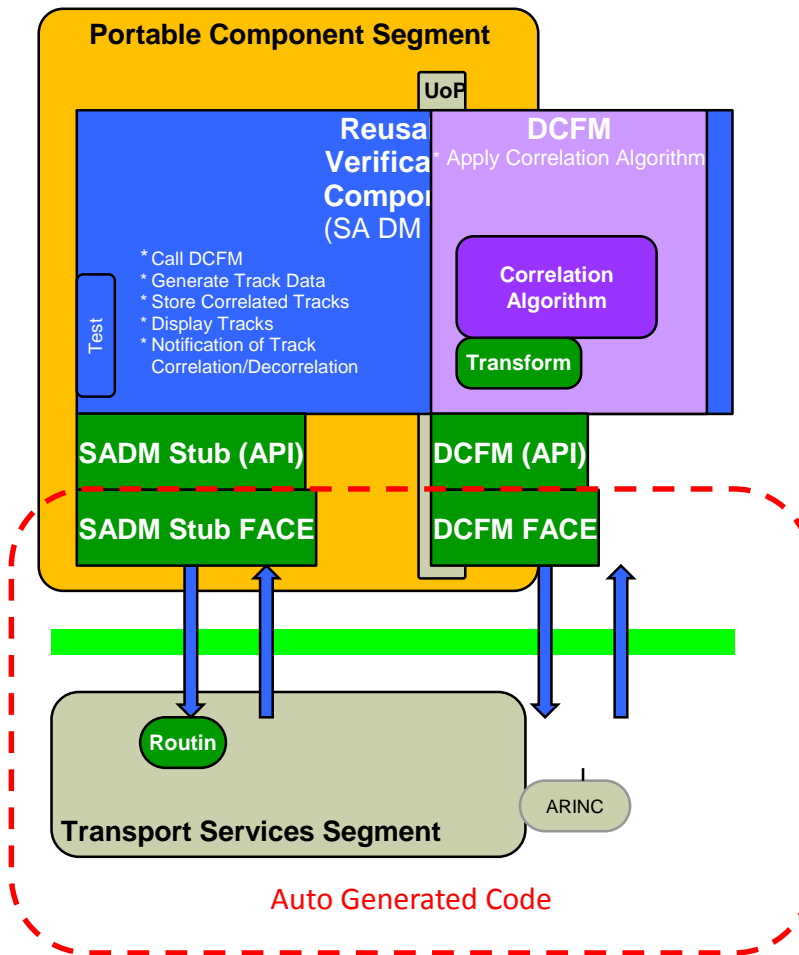 Portable Component Segment
UoP
Reusa
Verifica
Compon
(SA DM
DCFM
* Apply Correlation Algorithm
* Call DCFM
* Generate Track Data
* Store Correlated Tracks
* Display Tracks
* Notification of Track
Correlation/Decorrelation
Test
Correlation
Algorithm
Transform
SADM Stub (API)
DCFM (API)
SADM Stub FACE
DCFM FACE
Routin
ARINC
Transport Services Segment
Auto Generated Code